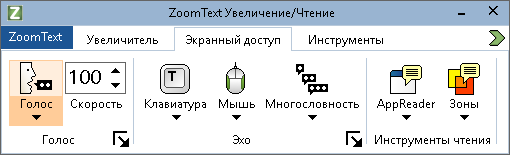 Z ZoomText Увеличение/Чтение
ZoomText Увеличитель Экранный доступ Инструменты
100 T
Голос Скорость Клавиатура Мышь Многословность AppReader Зоны
Голос Эхо Инструменты чтения